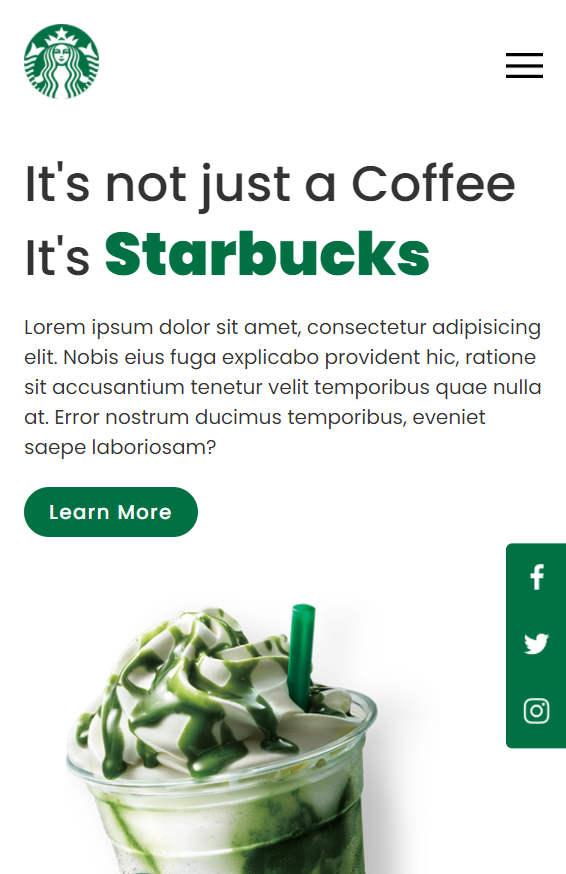 It's not just a Coffee
It's Starbucks
Lorem ipsum dolor sit amet, consectetur adipisicing
elit. Nobis eius fuga explicabo provident hic, ratione
sit accusantium tenetur velit temporibus quae nulla
at. Error nostrum ducimus temporibus, eveniet
saepe laboriosam?
Learn More